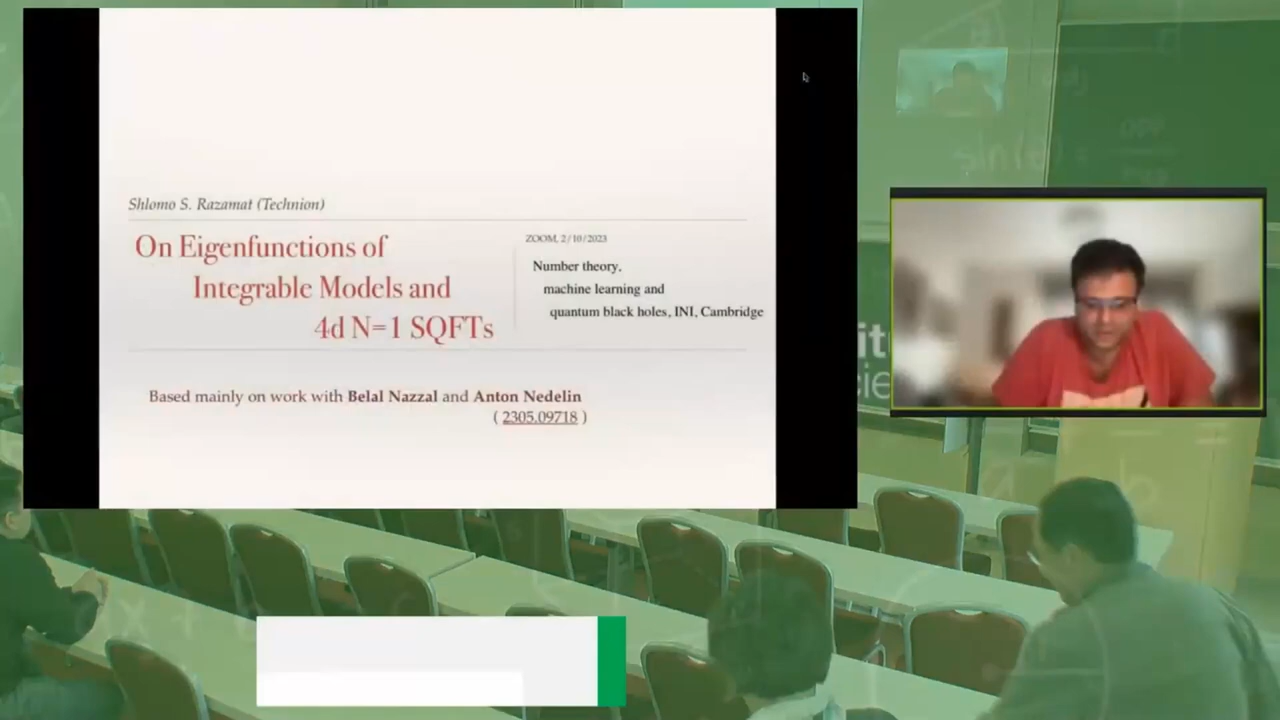 Shlomo S. Razamat (Technion)
On Eigenfunctions of
Integrable Models and
4d N=1 SQFTs
ZOOM, 2/10/2023
Number theory,
machine learning and
quantum black holes, INI, Cambridge
Based mainly on work with Belal Nazzal and Anton Nedelin
( 2305.09718 )